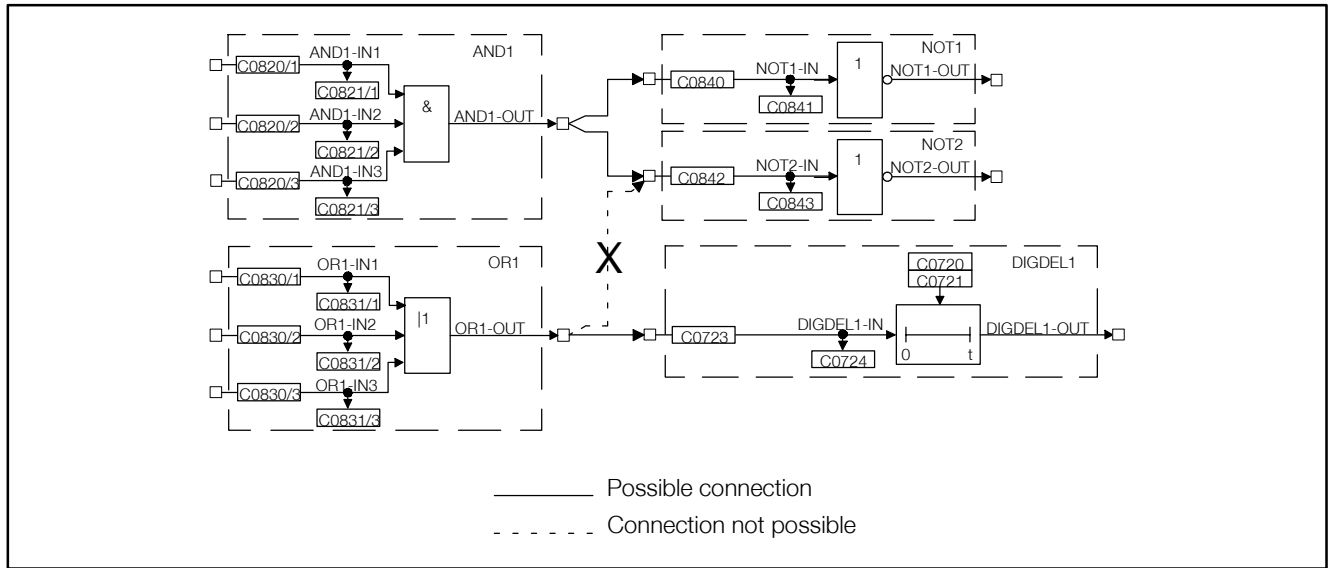 AND1-IN1
AND1
C0820/1
C0821/1
AND1-IN2
&
AND1-OUT
C0820/2
C0821/2
AND1-IN3
C0820/3
C0821/3
NOT1
NOT1-IN
1
NOT1-OUT
C0840
C0841
NOT2
NOT2-IN
1
NOT2-OUT
C0842
C0843
X
OR1-IN1
OR1
C0830/1
C0831/1
OR1-IN2
|1
OR1-OUT
C0830/2
C0831/2
OR1-IN3
C0830/3
C0831/3
C0720
DIGDEL1
C0721
DIGDEL1-IN
DIGDEL1-OUT
C0723
C0724
0 t
Possible connection
Connection not possible